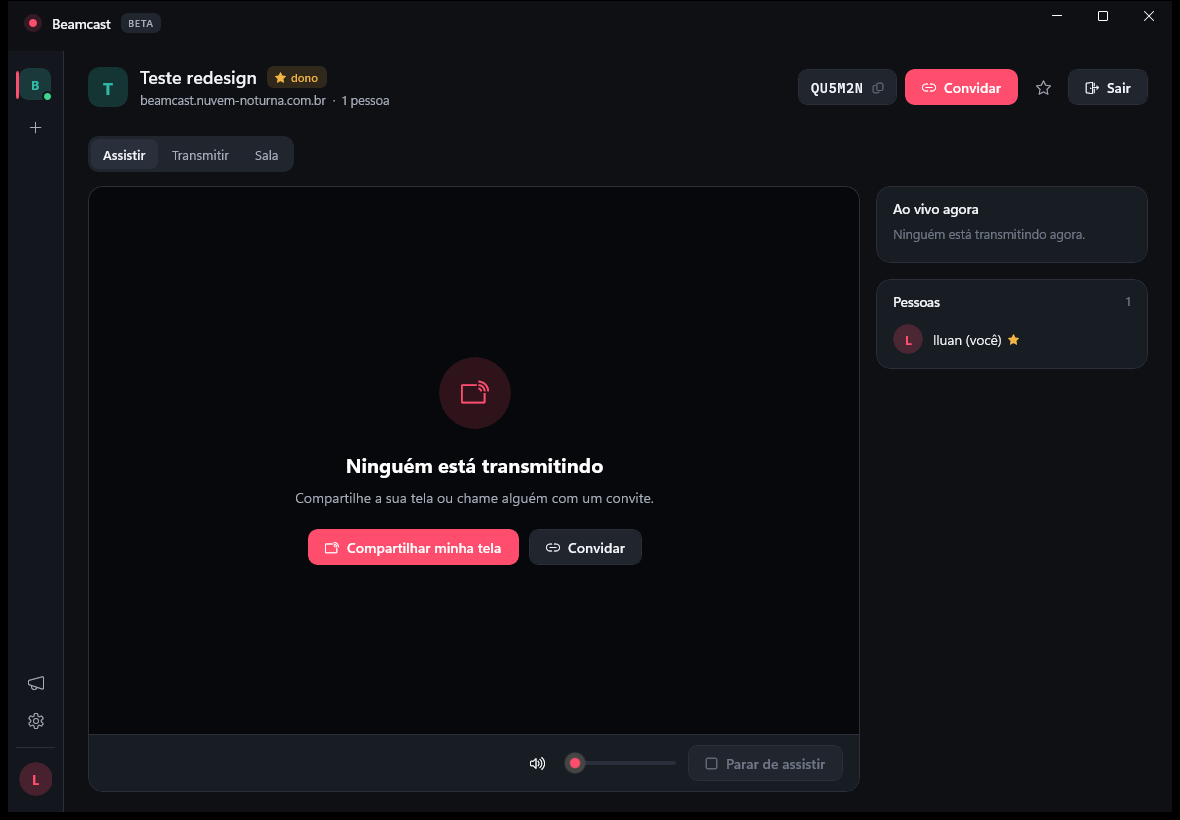 Beamcast BETA
B
T
Teste redesign dono
beamcast.nuvem-noturna.com.br · 1 pessoa
QU5M2N Convidar Sair
Assistir Transmitir Sala
Ninguém está transmitindo
Compartilhe a sua tela ou chame alguém com um convite.
Compartilhar minha tela Convidar
Parar de assistir
Ao vivo agora
Ninguém está transmitindo agora.
Pessoas 1
L lluan (você)
L